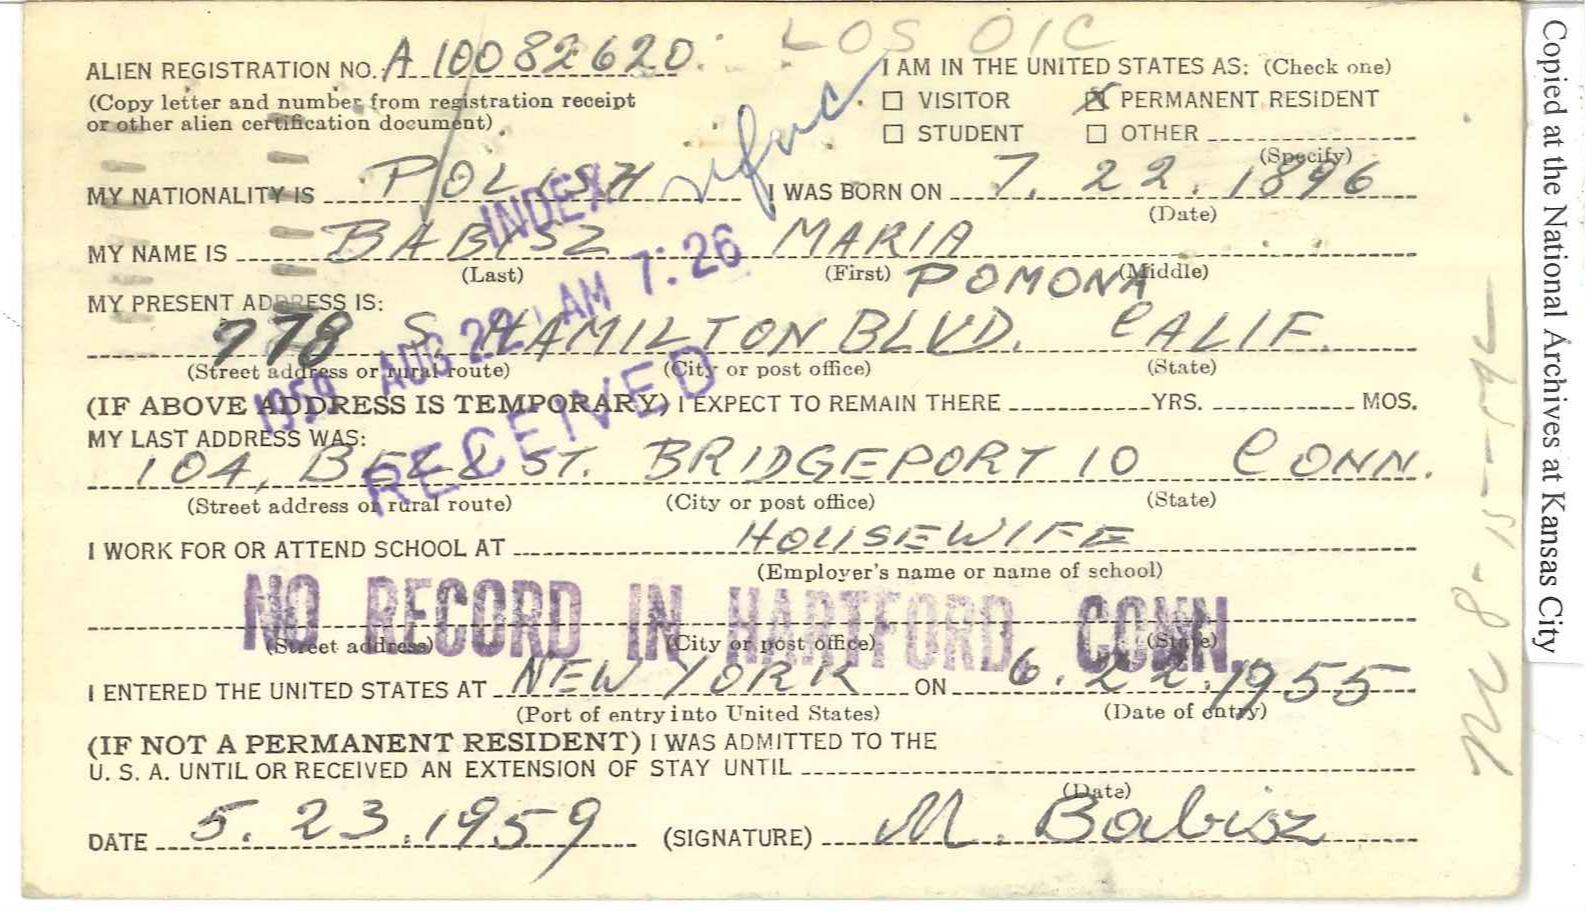 LOS OIC
ALIEN REGISTRATION NO. A 10082620
I AM IN THE UNITED STATES AS: (Check one)
(Copy letter and number from registration receipt
or other alien certification document)
☐ VISITOR ☒ PERMANENT RESIDENT
☐ STUDENT ☐ OTHER
(Specify)
MY NATIONALITY IS POLISH I WAS BORN ON 7. 22. 1896
(Date)
INDEX
MY NAME IS BABISZ MARIA
(Last) (First) (Middle)
POMONA
MY PRESENT ADDRESS IS:
778 S. HAMILTON BLVD. CALIF.
(Street address or rural route) (City or post office) (State)
1959 AUG 22 AM 7:26
RECEIVED
(IF ABOVE ADDRESS IS TEMPORARY) I EXPECT TO REMAIN THERE YRS. MOS.
MY LAST ADDRESS WAS:
104, BELL ST. BRIDGEPORT 10 CONN.
(Street address or rural route) (City or post office) (State)
I WORK FOR OR ATTEND SCHOOL AT HOUSEWIFE
(Employer's name or name of school)
NO RECORD IN HARTFORD, CONN.
(Street address) (City or post office) (State)
I ENTERED THE UNITED STATES AT NEW YORK ON 6. 22. 1955
(Port of entry into United States) (Date of entry)
(IF NOT A PERMANENT RESIDENT) I WAS ADMITTED TO THE
U. S. A. UNTIL OR RECEIVED AN EXTENSION OF STAY UNTIL
(Date)
DATE 5. 23. 1959 (SIGNATURE) M. Babisz
Copied at the National Archives at Kansas City